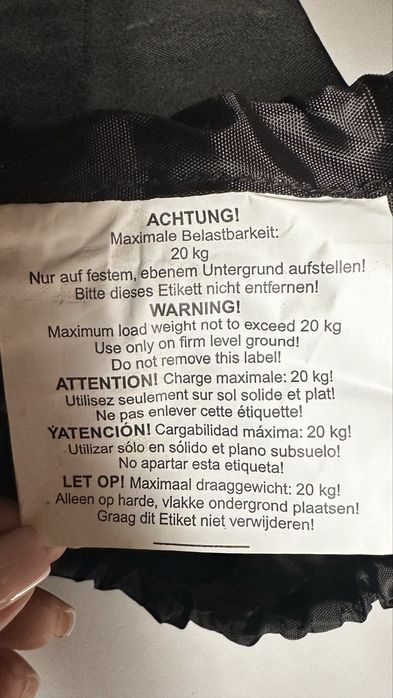 ACHTUNG!
Maximale Belastbarkeit:
20 kg
Nur auf festem, ebenem Untergrund aufstellen!
Bitte dieses Etikett nicht entfernen!
WARNING!
Maximum load weight not to exceed 20 kg
Use only on firm level ground!
Do not remove this label!
ATTENTION! Charge maximale: 20 kg!
Utilisez seulement sur sol solide et plat!
Ne pas enlever cette étiquette!
ÝATENCIÓN! Cargabilidad máxima: 20 kg!
Utilizar sólo en sólido et plano subsuelo!
No apartar esta etiqueta!
LET OP! Maximaal draaggewicht: 20 kg!
Alleen op harde, vlakke ondergrond plaatsen!
Graag dit Etiket niet verwijderen!